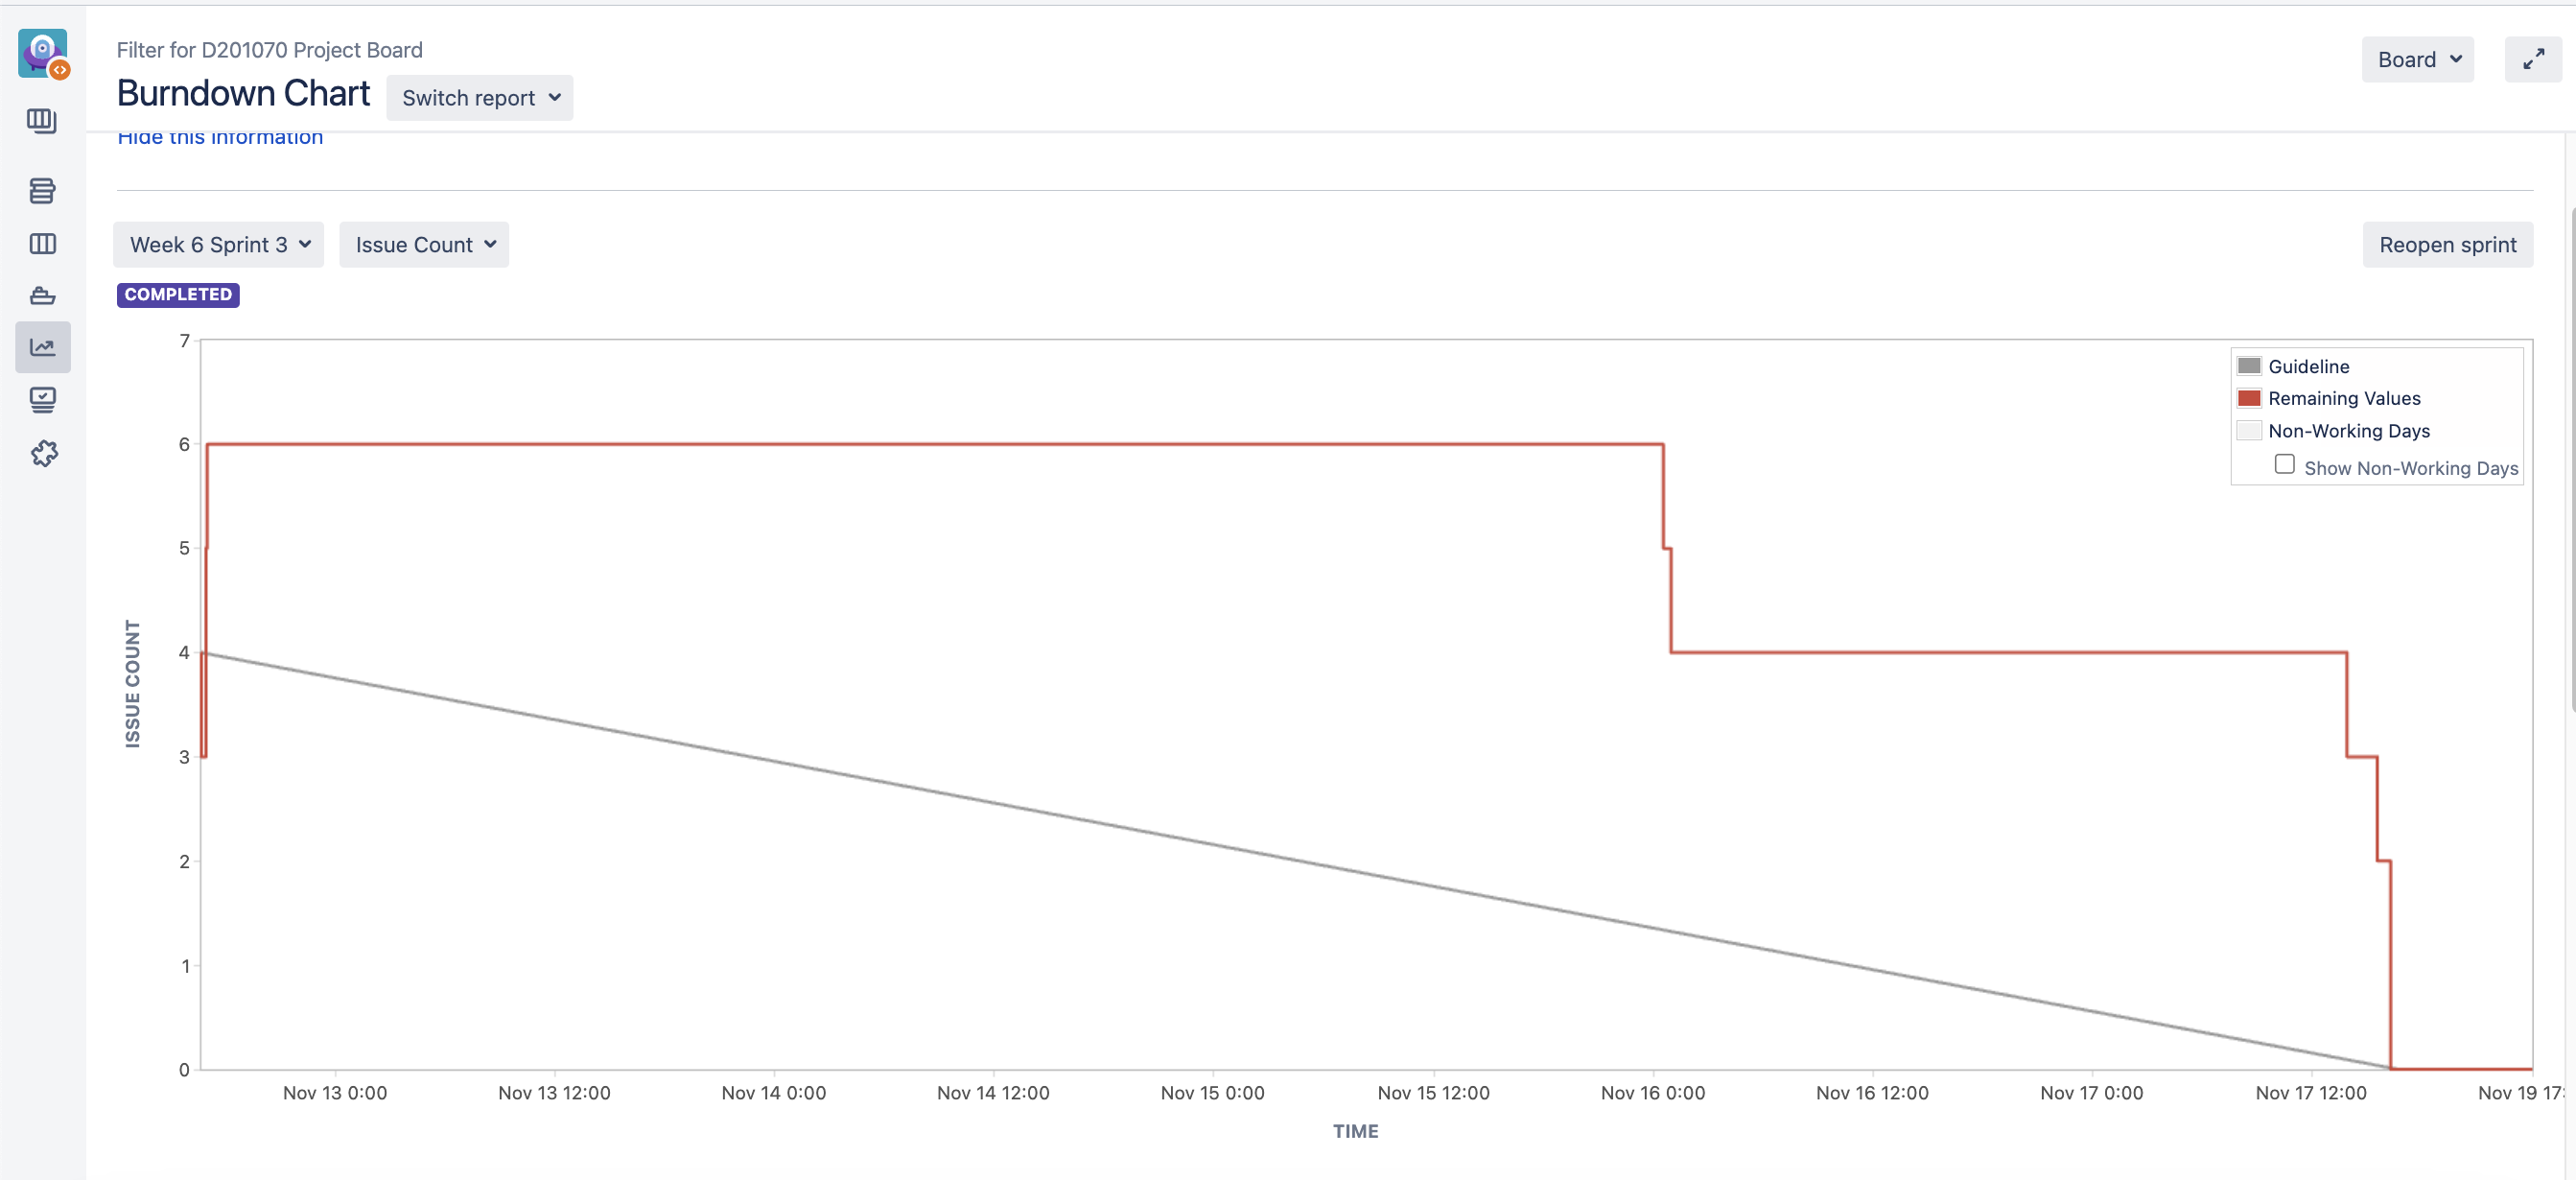 Filter for D201070 Project Board
Burndown Chart
Switch report
Board
Hide this information
Week 6 Sprint 3
Issue Count
Reopen sprint
COMPLETED
Guideline
Remaining Values
Non-Working Days
Show Non-Working Days
ISSUE COUNT
7
6
5
4
3
2
1
0
Nov 13 0:00
Nov 13 12:00
Nov 14 0:00
Nov 14 12:00
Nov 15 0:00
Nov 15 12:00
Nov 16 0:00
Nov 16 12:00
Nov 17 0:00
Nov 17 12:00
Nov 19 17:
TIME